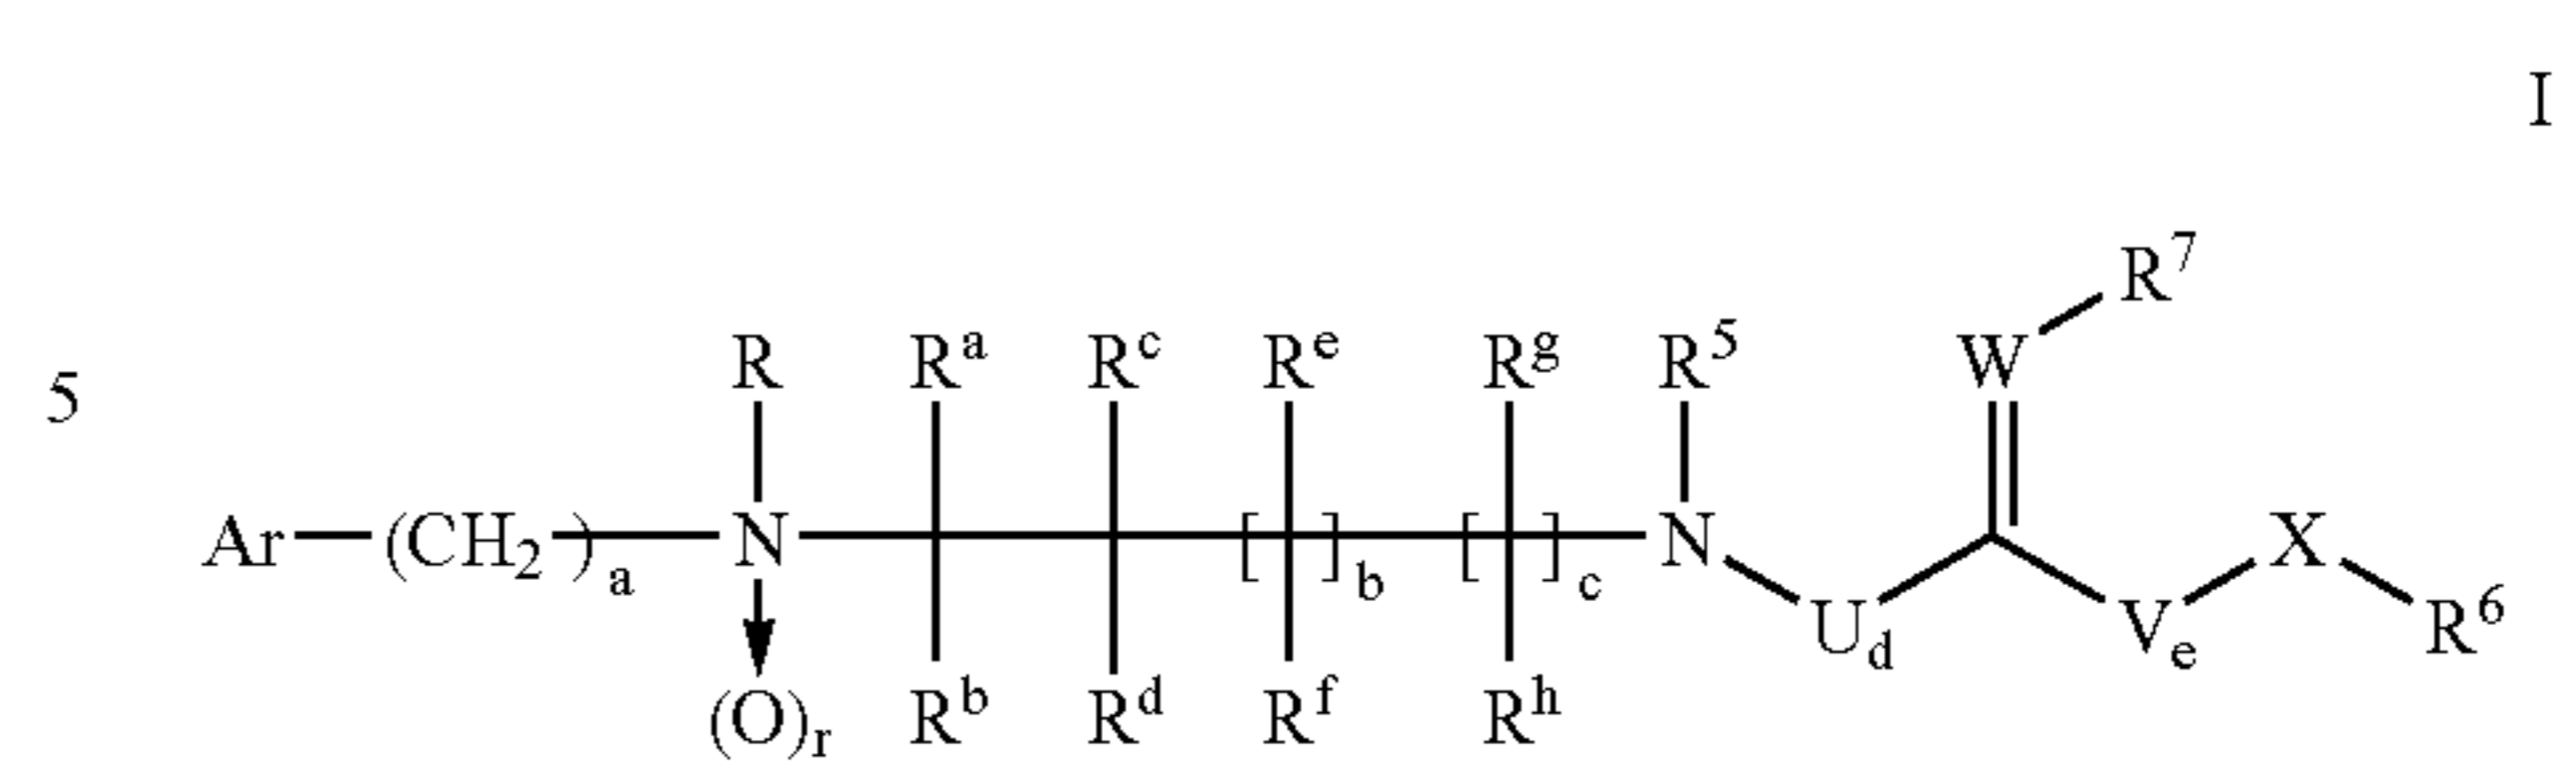 I
R⁷
R Rᵃ Rᶜ Rᵉ Rᵍ R⁵ W
5
Ar (CH₂)ₐ N [ ]b [ ]c N X
U_d V_e R⁶
(O)ᵣ Rᵇ Rᵈ Rᶠ Rʰ